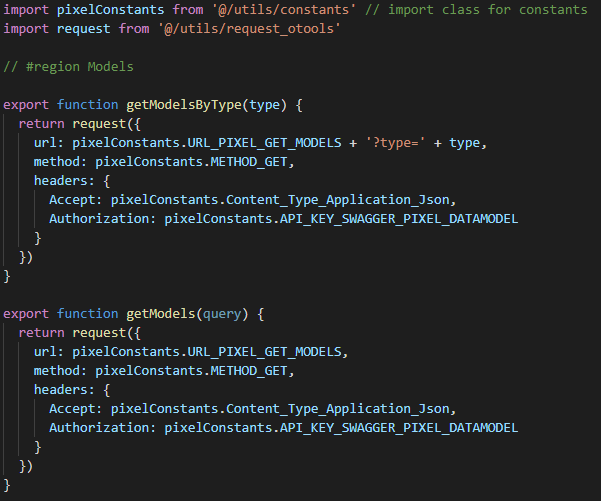 import pixelConstants from '@/utils/constants' // import class for constants
import request from '@/utils/request_otools'
// #region Models
export function getModelsByType(type) {
return request({
url: pixelConstants.URL_PIXEL_GET_MODELS + '?type=' + type,
method: pixelConstants.METHOD_GET,
headers: {
Accept: pixelConstants.Content_Type_Application_Json,
Authorization: pixelConstants.API_KEY_SWAGGER_PIXEL_DATAMODEL
}
})
}
export function getModels(query) {
return request({
url: pixelConstants.URL_PIXEL_GET_MODELS,
method: pixelConstants.METHOD_GET,
headers: {
Accept: pixelConstants.Content_Type_Application_Json,
Authorization: pixelConstants.API_KEY_SWAGGER_PIXEL_DATAMODEL
}
})
}